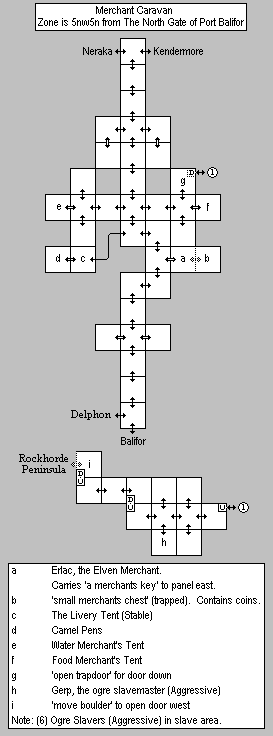 Merchant Caravan
Zone is 5nw5n from The North Gate of Port Balifor
Neraka
Kendermore
D
1
g
e
f
d
c
a
b
Delphon
Balifor
Rockhorde
Peninsula
i
D
U
D
U
U
1
h
a Erlac, the Elven Merchant.
Carries 'a merchants key' to panel east.
b 'small merchants chest' (trapped). Contains coins.
c The Livery Tent (Stable)
d Camel Pens
e Water Merchant's Tent
f Food Merchant's Tent
g 'open trapdoor' for door down
h Gerp, the ogre slavemaster (Aggressive)
i 'move boulder' to open door west
Note: (6) Ogre Slavers (Aggressive) in slave area.